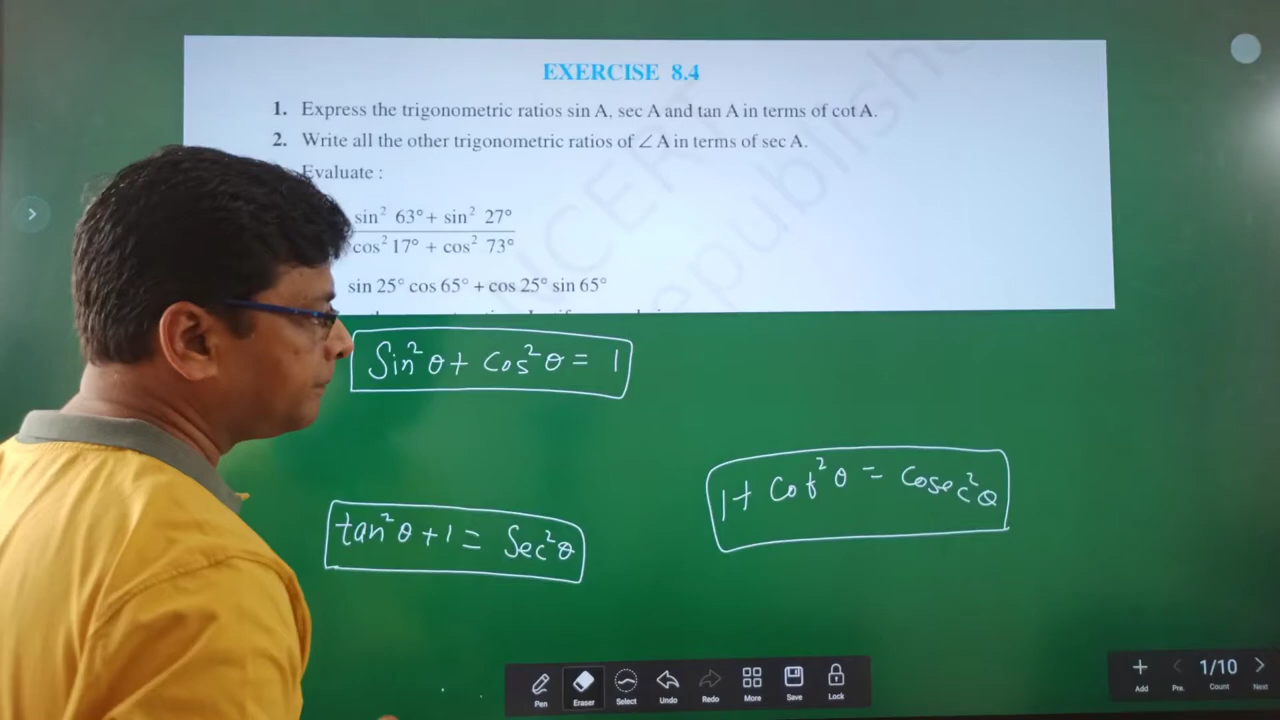 EXERCISE 8.4
1. Express the trigonometric ratios sin A, sec A and tan A in terms of cot A.
2. Write all the other trigonometric ratios of ∠A in terms of sec A.
Evaluate :
sin² 63° + sin² 27°
cos² 17° + cos² 73°
sin 25° cos 65° + cos 25° sin 65°
Sin²θ + Cos²θ = 1
1 + Cot²θ = Cosec²θ
tan²θ + 1 = Sec²θ
Pen Eraser Select Undo Redo More Save Lock
1/10
Add Pre. Count Next